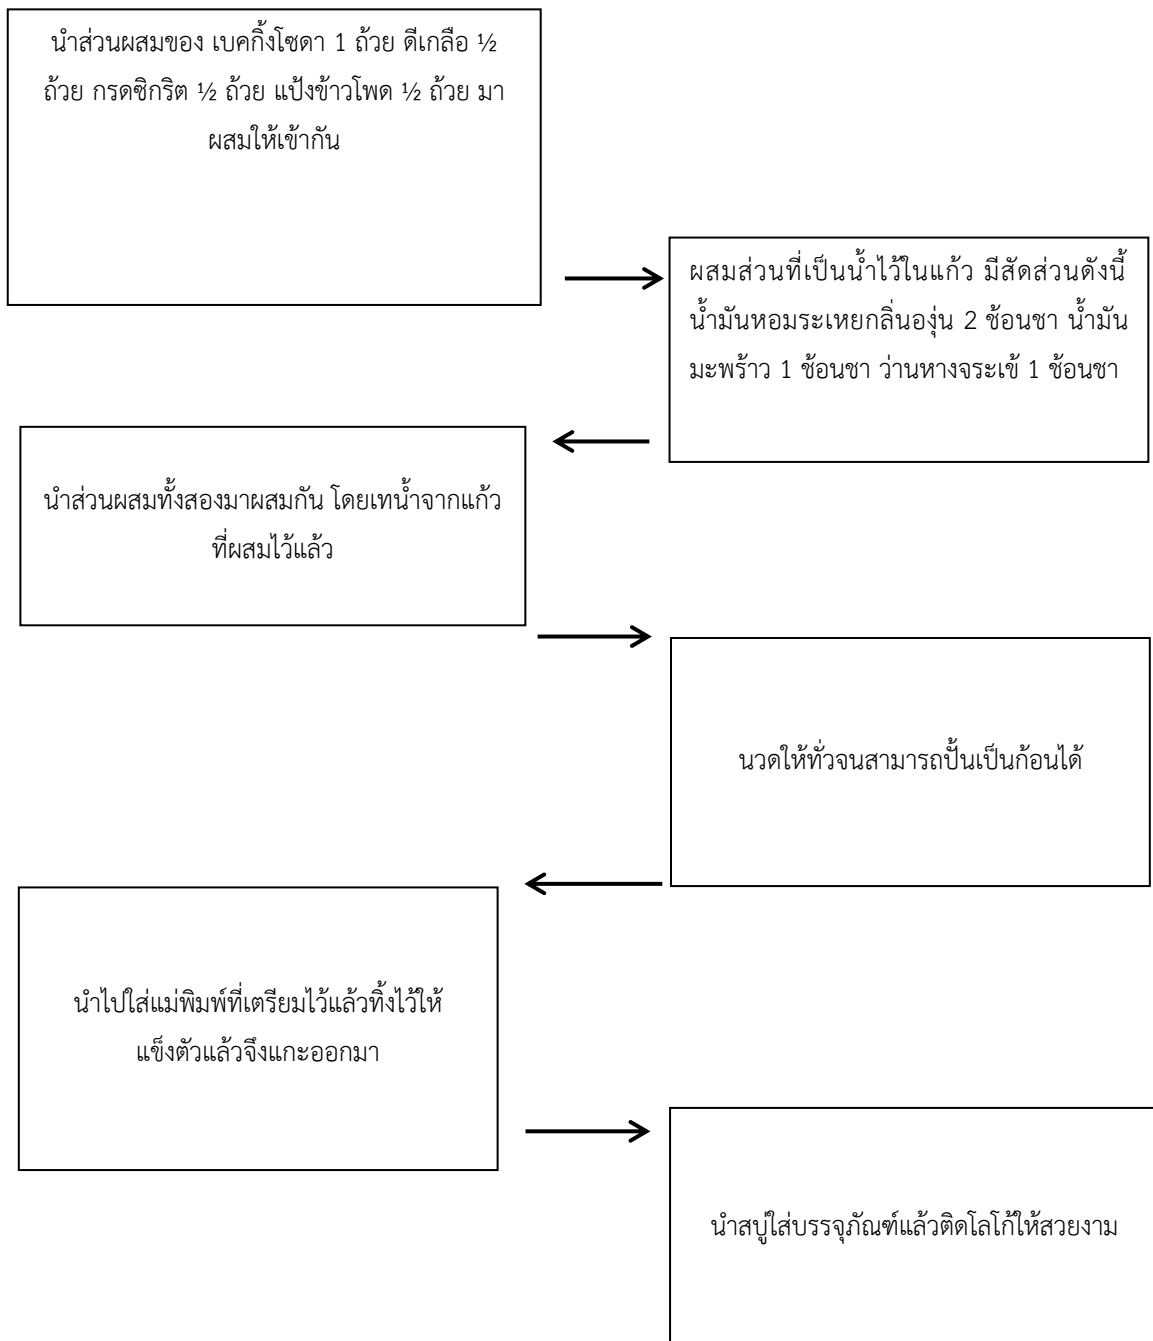 นำส่วนผสมของ เบคกิ้งโซดา 1 ถ้วย ดีเกลือ ½
ถ้วย กรดซิกริต ½ ถ้วย แป้งข้าวโพด ½ ถ้วย มา
ผสมให้เข้ากัน
ผสมส่วนที่เป็นน้ำไว้ในแก้ว มีสัดส่วนดังนี้
น้ำมันหอมระเหยกลิ่นองุ่น 2 ช้อนชา น้ำมัน
มะพร้าว 1 ช้อนชา ว่านหางจระเข้ 1 ช้อนชา
นำส่วนผสมทั้งสองมาผสมกัน โดยเทน้ำจากแก้ว
ที่ผสมไว้แล้ว
นวดให้ทั่วจนสามารถปั้นเป็นก้อนได้
นำไปใส่แม่พิมพ์ที่เตรียมไว้แล้วทิ้งไว้ให้
แข็งตัวแล้วจึงแกะออกมา
นำสบู่ใส่บรรจุภัณฑ์แล้วติดโลโก้ให้สวยงาม